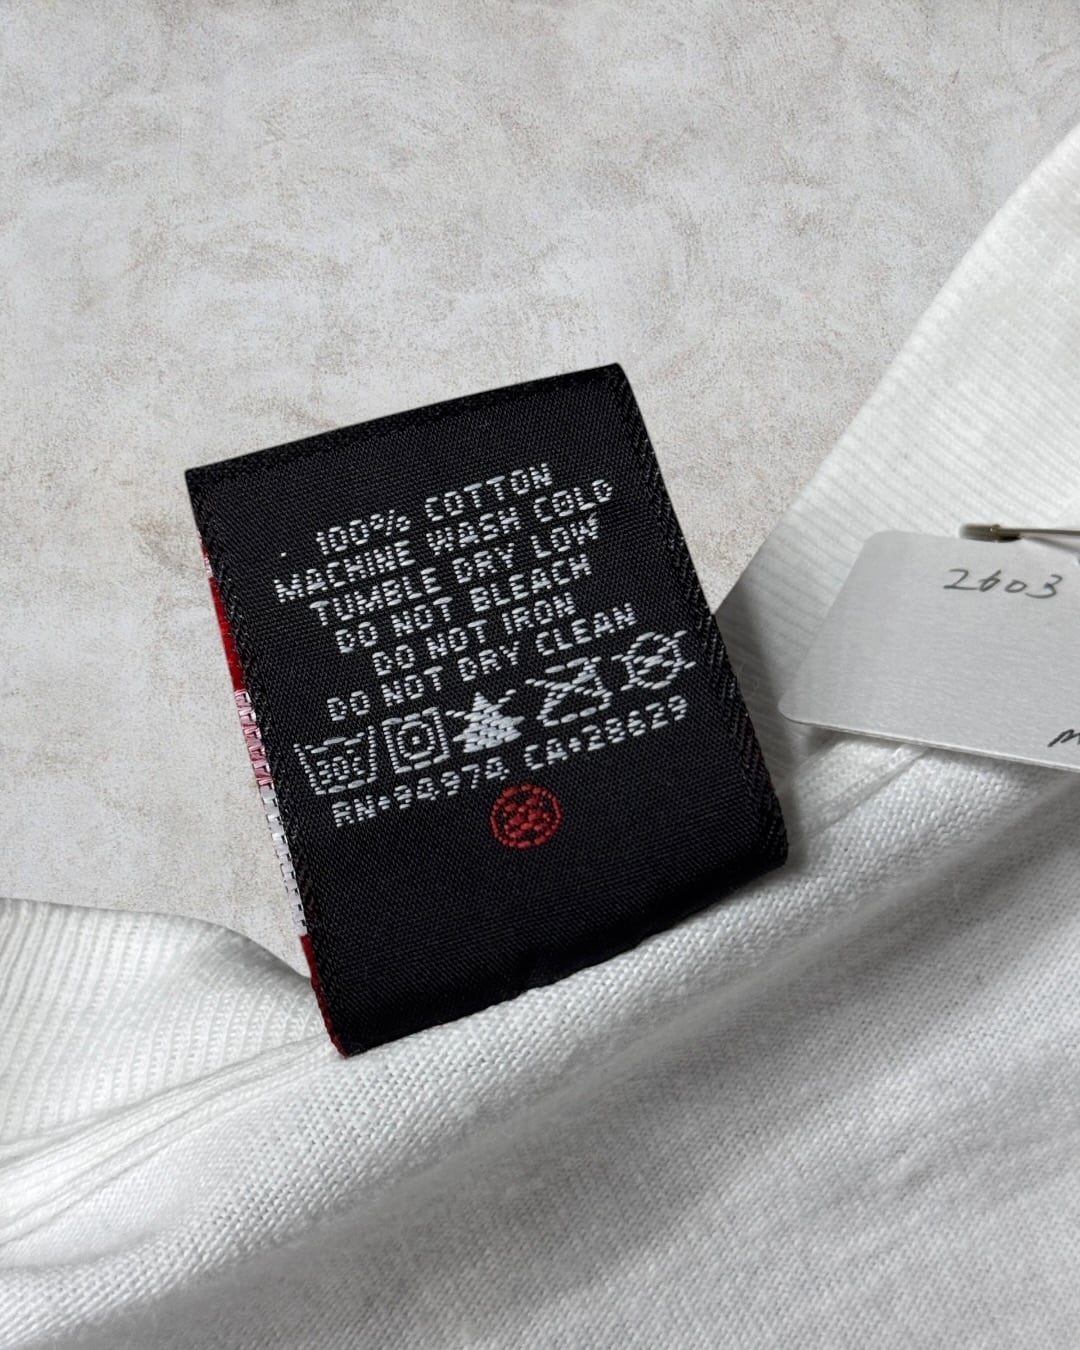 100% COTTON
MACHINE WASH COLD
TUMBLE DRY LOW
DO NOT BLEACH
DO NOT IRON
DO NOT DRY CLEAN
30C
RN•94974 CA•28629
2603
M